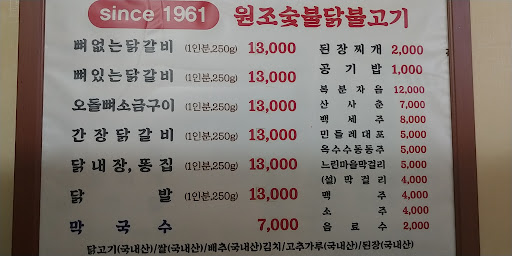 since 1961 원조숯불닭불고기
뼈없는닭갈비 (1인분,250g) 13,000
뼈있는닭갈비 (1인분,250g) 13,000
오돌뼈소금구이 (1인분,250g) 13,000
간장닭갈비 (1인분,250g) 13,000
닭내장,똥집 (1인분,250g) 13,000
닭발 (1인분,250g) 13,000
막국수 7,000
된장찌개 2,000
공기밥 1,000
복분자음 12,000
산사춘 7,000
백세주 8,000
민들레대포 5,000
옥수수동동주 5,000
느린마을막걸리 5,000
(설)막걸리 4,000
맥주 4,000
소주 4,000
음료수 2,000
닭고기(국내산)/쌀(국내산)/배추(국내산)김치/고추가루(국내산)/된장(국내산)